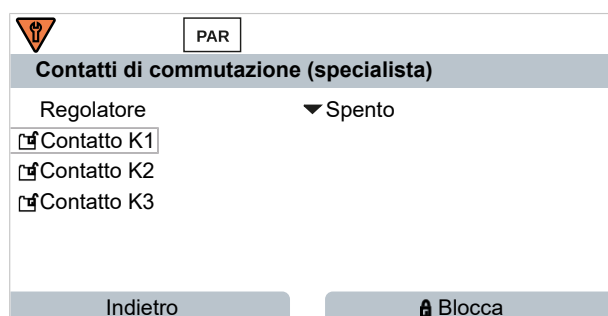 PAR
Contatti di commutazione (specialista)
Regolatore Spento
Contatto K1
Contatto K2
Contatto K3
Indietro Blocca